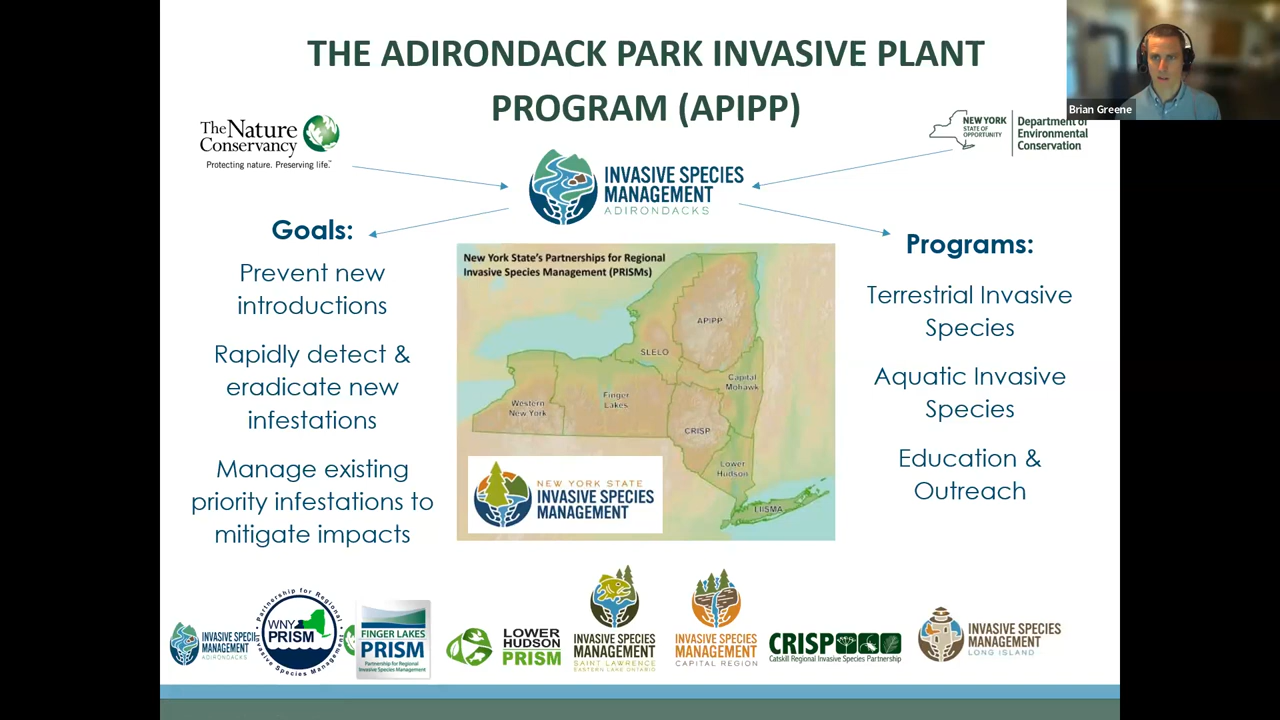 THE ADIRONDACK PARK INVASIVE PLANT
PROGRAM (APIPP)
Brian Greene
The Nature
Conservancy
Protecting nature. Preserving life.™
NEW YORK
STATE OF
OPPORTUNITY
Department of
Environmental
Conservation
INVASIVE SPECIES
MANAGEMENT
ADIRONDACKS
Goals:
Prevent new
introductions
Rapidly detect &
eradicate new
infestations
Manage existing
priority infestations to
mitigate impacts
New York State's Partnerships for Regional
Invasive Species Management (PRISMs)
APIPP
SLELO
Capital
Mohawk
Finger
Lakes
Western
New York
CRISP
Lower
Hudson
LIISMA
NEW YORK STATE
INVASIVE SPECIES
MANAGEMENT
Programs:
Terrestrial Invasive
Species
Aquatic Invasive
Species
Education &
Outreach
INVASIVE SPECIE
MANAGEMENT
ADIRONDACKS
Partnership for Regional
WNY
PRISM
Invasive Species Management
FINGER LAKES
PRISM
Partnership for Regional
Invasive Species Management
LOWER
HUDSON
PRISM
INVASIVE SPECIES
MANAGEMENT
SAINT LAWRENCE
EASTERN LAKE ONTARIO
INVASIVE SPECIES
MANAGEMENT
CAPITAL REGION
CRISP
Catskill Regional Invasive Species Partnership
INVASIVE SPECIES
MANAGEMENT
LONG ISLAND